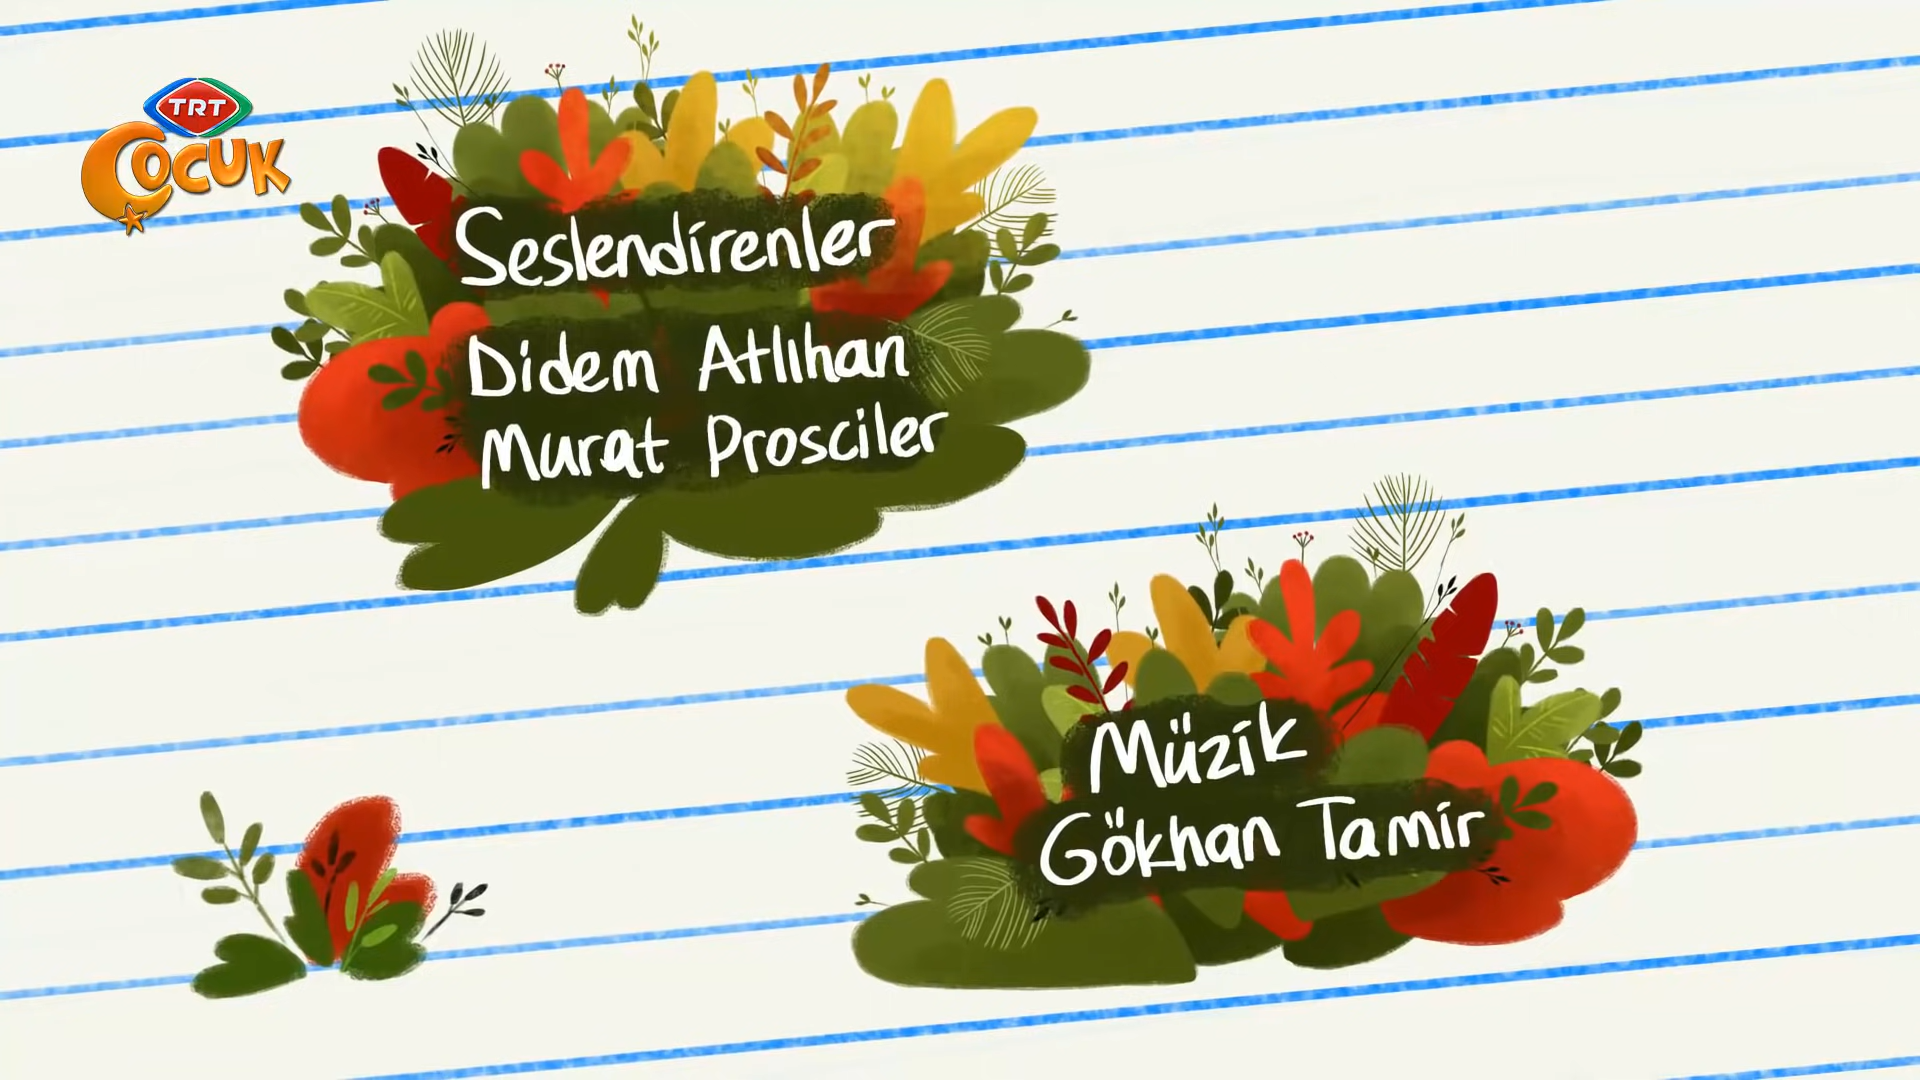 TRT
ÇOCUK
Seslendirenler
Didem Atlıhan
Murat Prosciler
Müzik
Gökhan Tamir